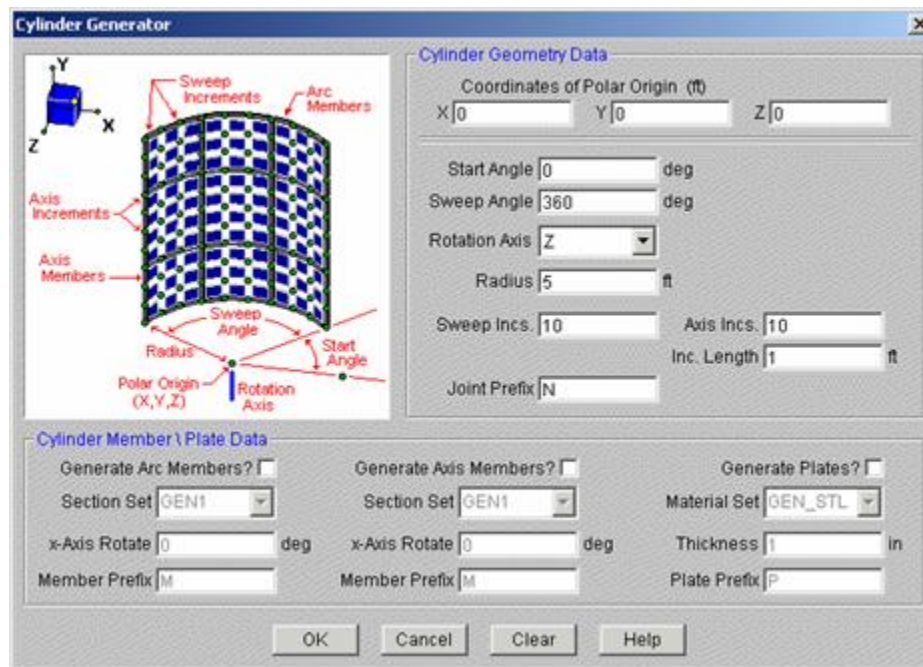 Cylinder Generator
Y
X
Z
Sweep
Increments
Arc
Members
Axis
Increments
Axis
Members
Sweep
Angle
Radius
Start
Angle
Polar Origin
(X,Y,Z)
Rotation
Axis
Cylinder Geometry Data
Coordinates of Polar Origin (ft)
X 0 Y 0 Z 0
Start Angle 0 deg
Sweep Angle 360 deg
Rotation Axis Z
Radius 5 ft
Sweep Incs. 10 Axis Incs. 10
Inc. Length 1 ft
Joint Prefix N
Cylinder Member \ Plate Data
Generate Arc Members? Generate Axis Members? Generate Plates?
Section Set GEN1 Section Set GEN1 Material Set GEN_STL
x-Axis Rotate 0 deg x-Axis Rotate 0 deg Thickness 1 in
Member Prefix M Member Prefix M Plate Prefix P
OK Cancel Clear Help